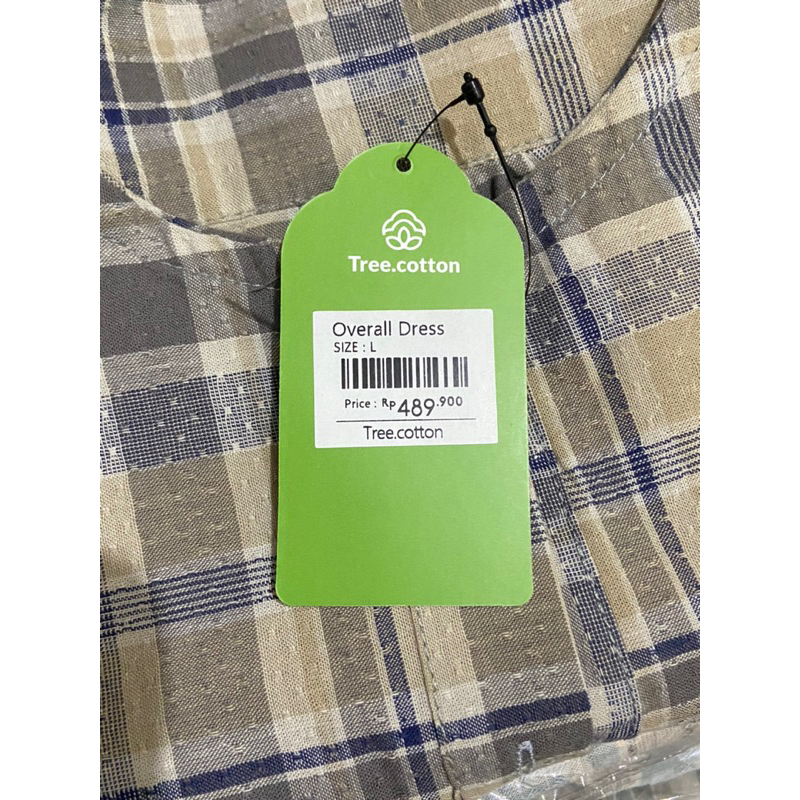 Tree.cotton
Overall Dress
SIZE : L
Price : Rp 489.900
Tree.cotton